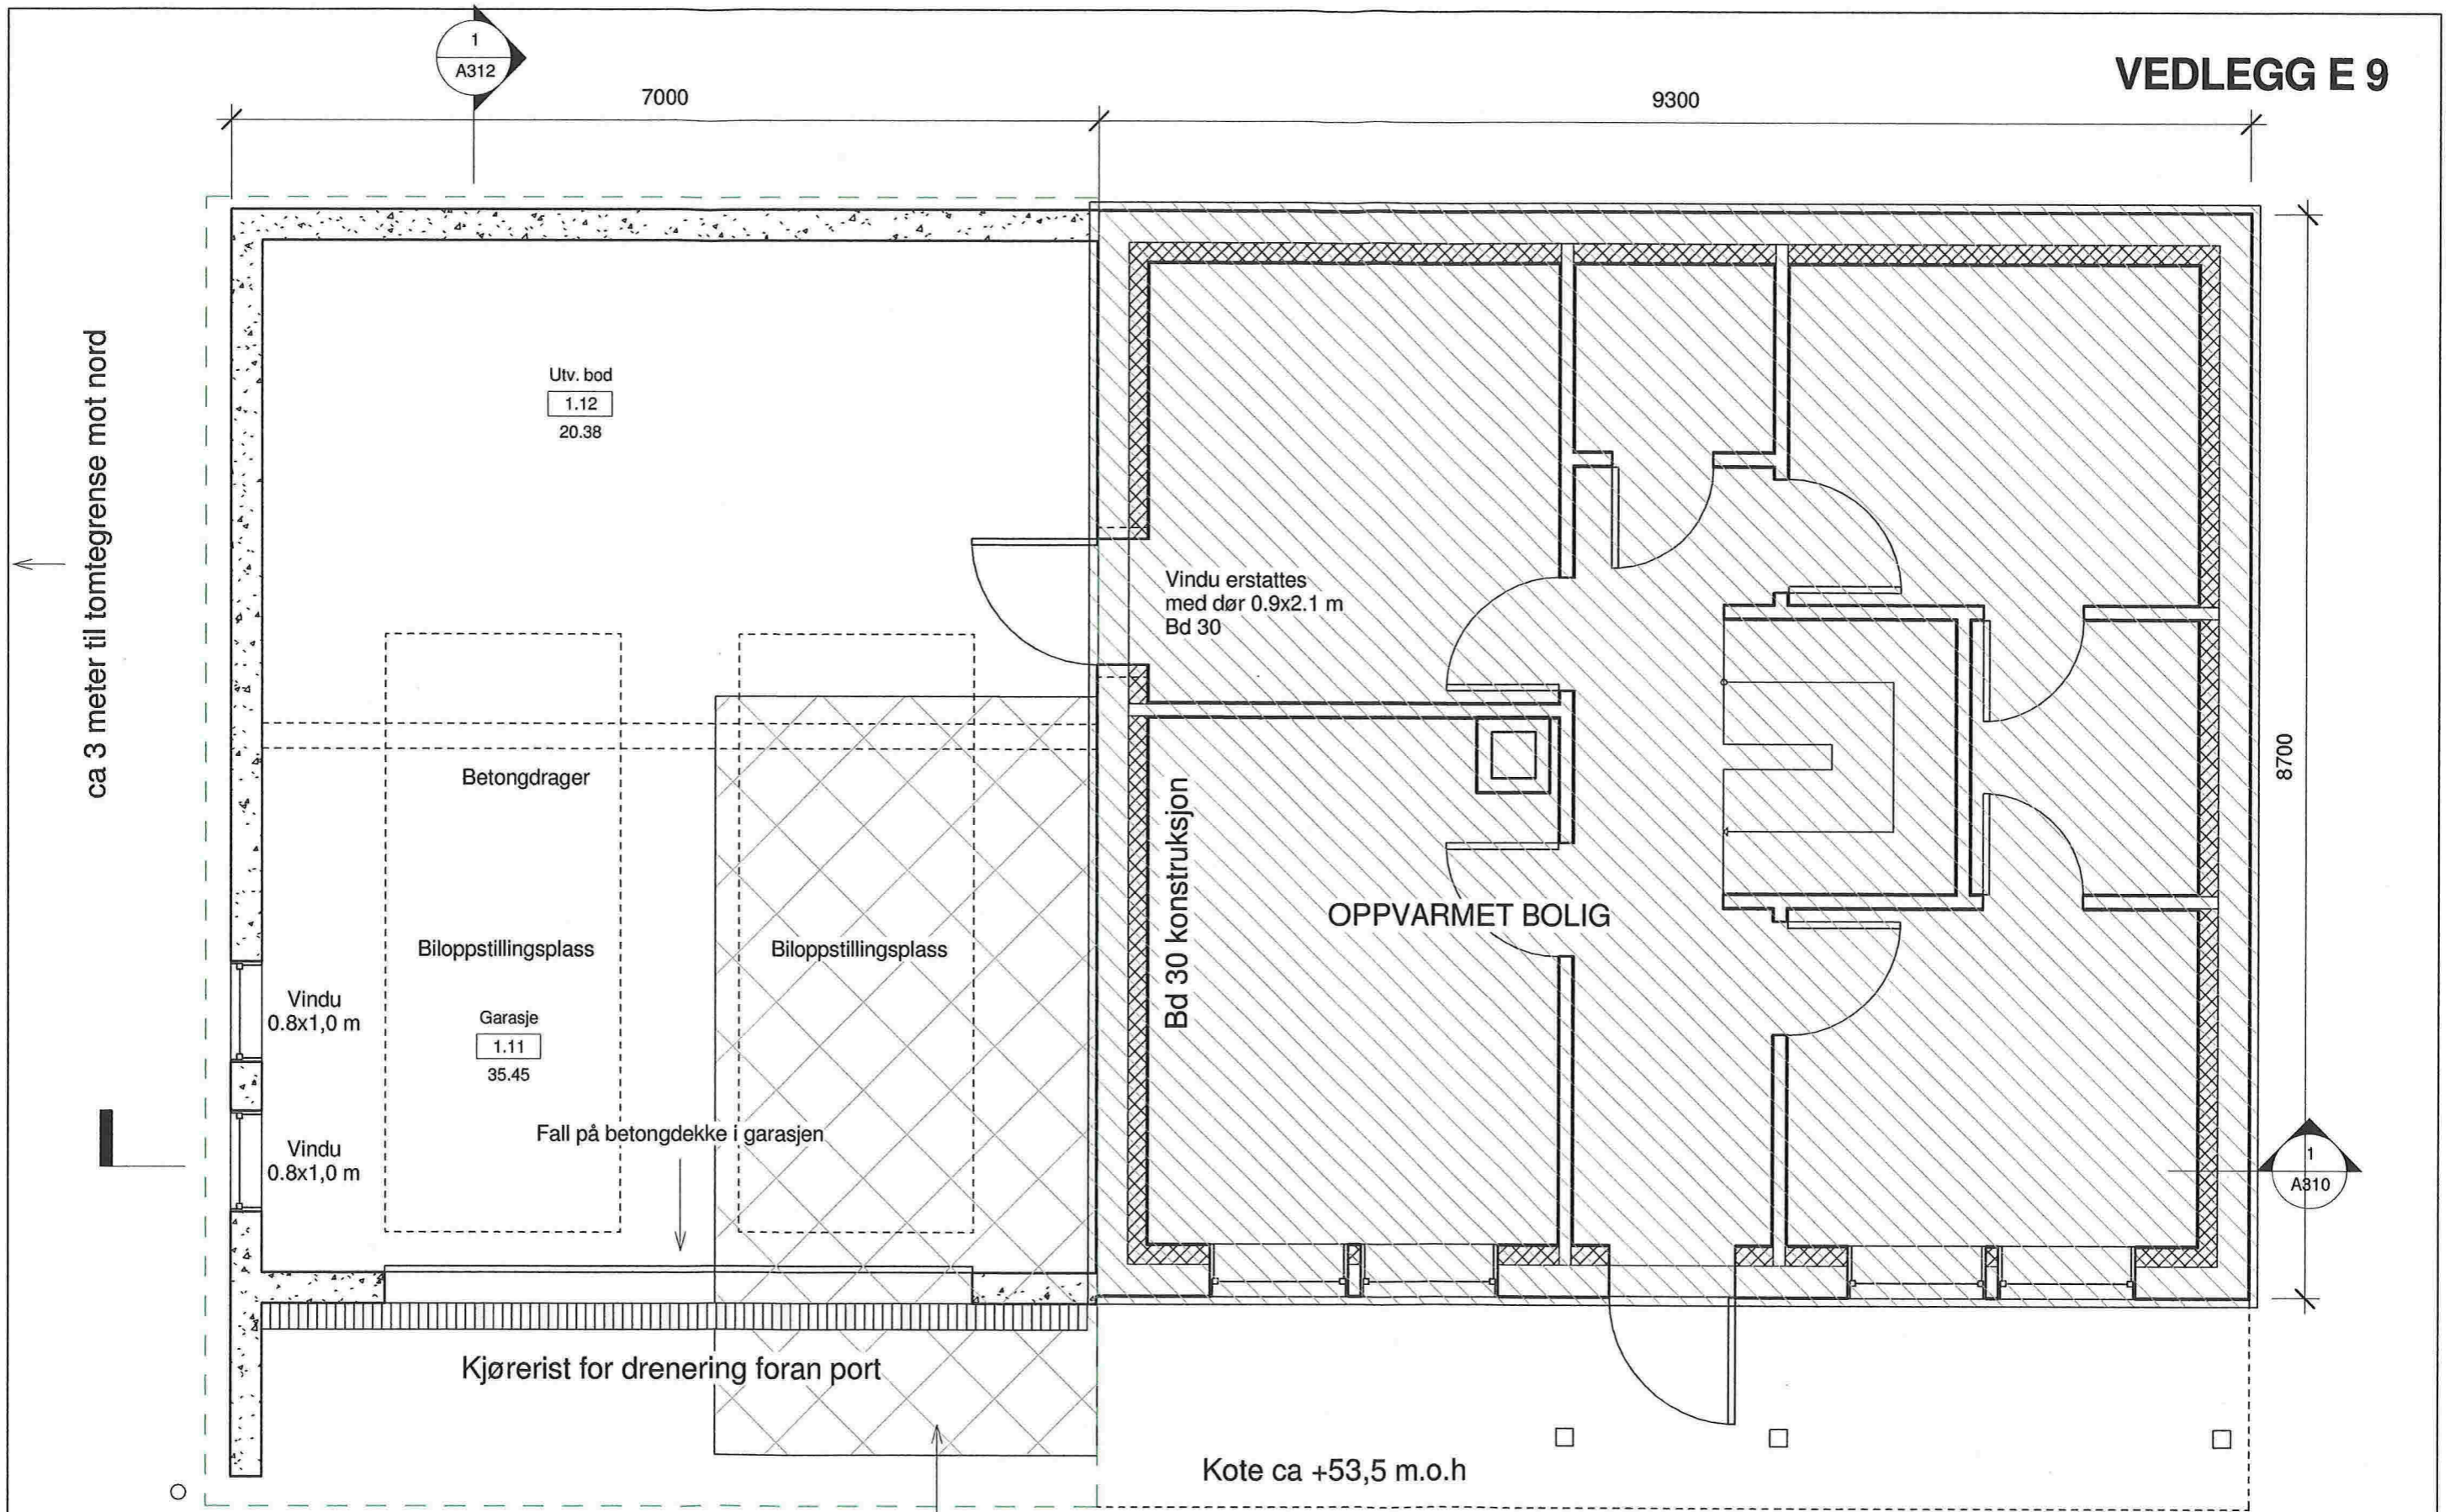 1
A312
7000
9300
VEDLEGG E 9
ca 3 meter til tomtegrense mot nord
Utv. bod
1.12
20.38
Vindu erstattes
med dør 0.9x2.1 m
Bd 30
Betongdrager
8700
Bd 30 konstruksjon
OPPVARMET BOLIG
Biloppstillingsplass
Biloppstillingsplass
Vindu
0.8x1,0 m
Garasje
1.11
35.45
Fall på betongdekke i garasjen
Vindu
0.8x1,0 m
1
A310
Kjørerist for drenering foran port
Kote ca +53,5 m.o.h